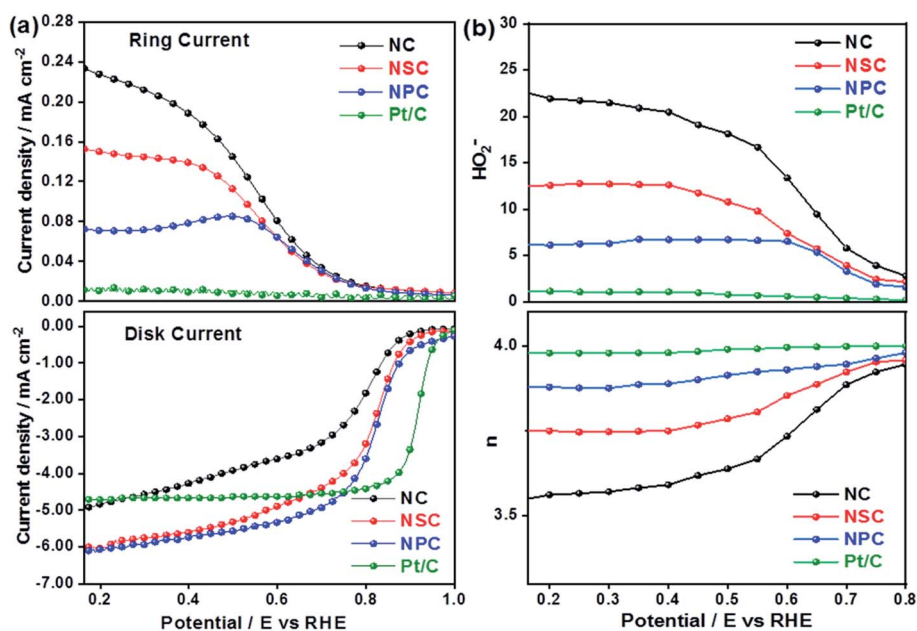 (a)
0.28
0.24
0.20
0.16
0.12
0.08
0.04
0.00
Current density / mA cm⁻²
Ring Current
NC
NSC
NPC
Pt/C
0.00
-1.00
-2.00
-3.00
-4.00
-5.00
-6.00
-7.00
Current density / mA cm⁻²
Disk Current
NC
NSC
NPC
Pt/C
0.2
0.4
0.6
0.8
1.0
Potential / E vs RHE
(b)
30
25
20
15
10
5
0
HO₂⁻
NC
NSC
NPC
Pt/C
4.0
3.5
n
NC
NSC
NPC
Pt/C
0.2
0.3
0.4
0.5
0.6
0.7
0.8
Potential / E vs RHE